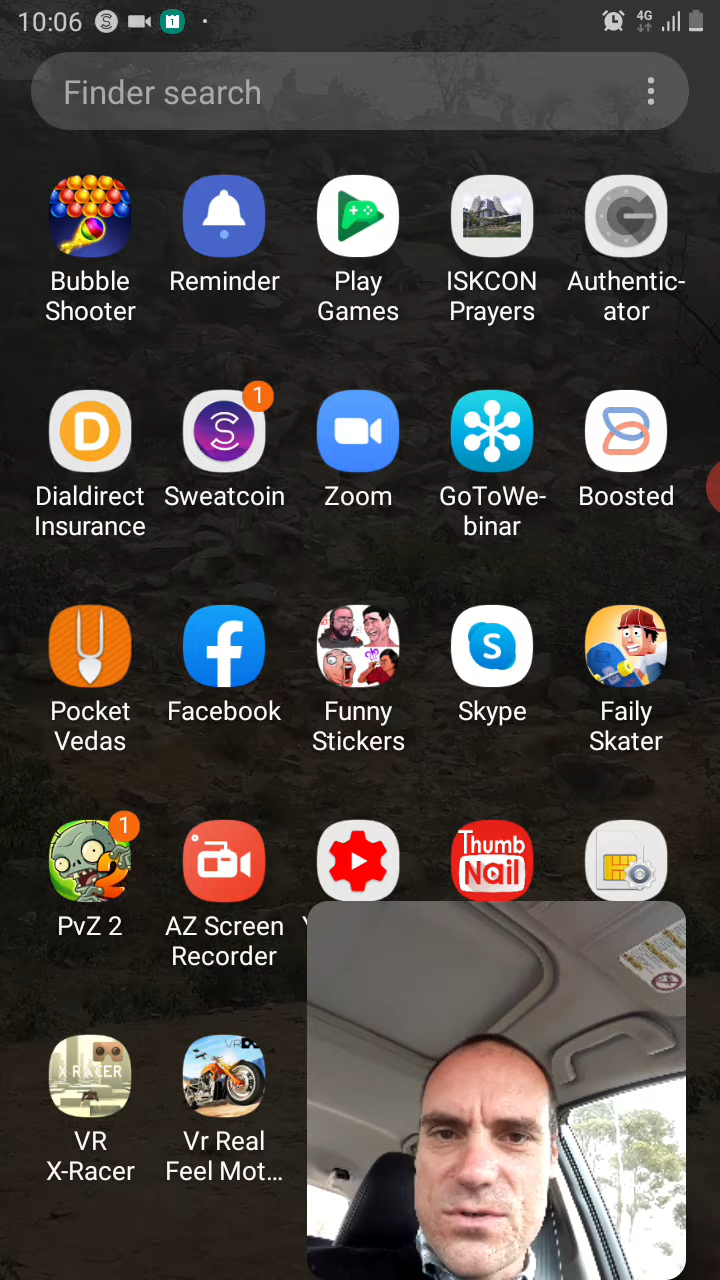 10:06
4G
Finder search
Bubble Shooter
Reminder
Play Games
ISKCON Prayers
Authentic-
ator
Dialdirect Insurance
1
Sweatcoin
Zoom
GoToWe-
binar
Boosted
Pocket Vedas
Facebook
Funny Stickers
Skype
Faily Skater
1
PvZ 2
AZ Screen Recorder
Thumb
Nail
X RACER
VR X-Racer
Vr Real Feel Mot...